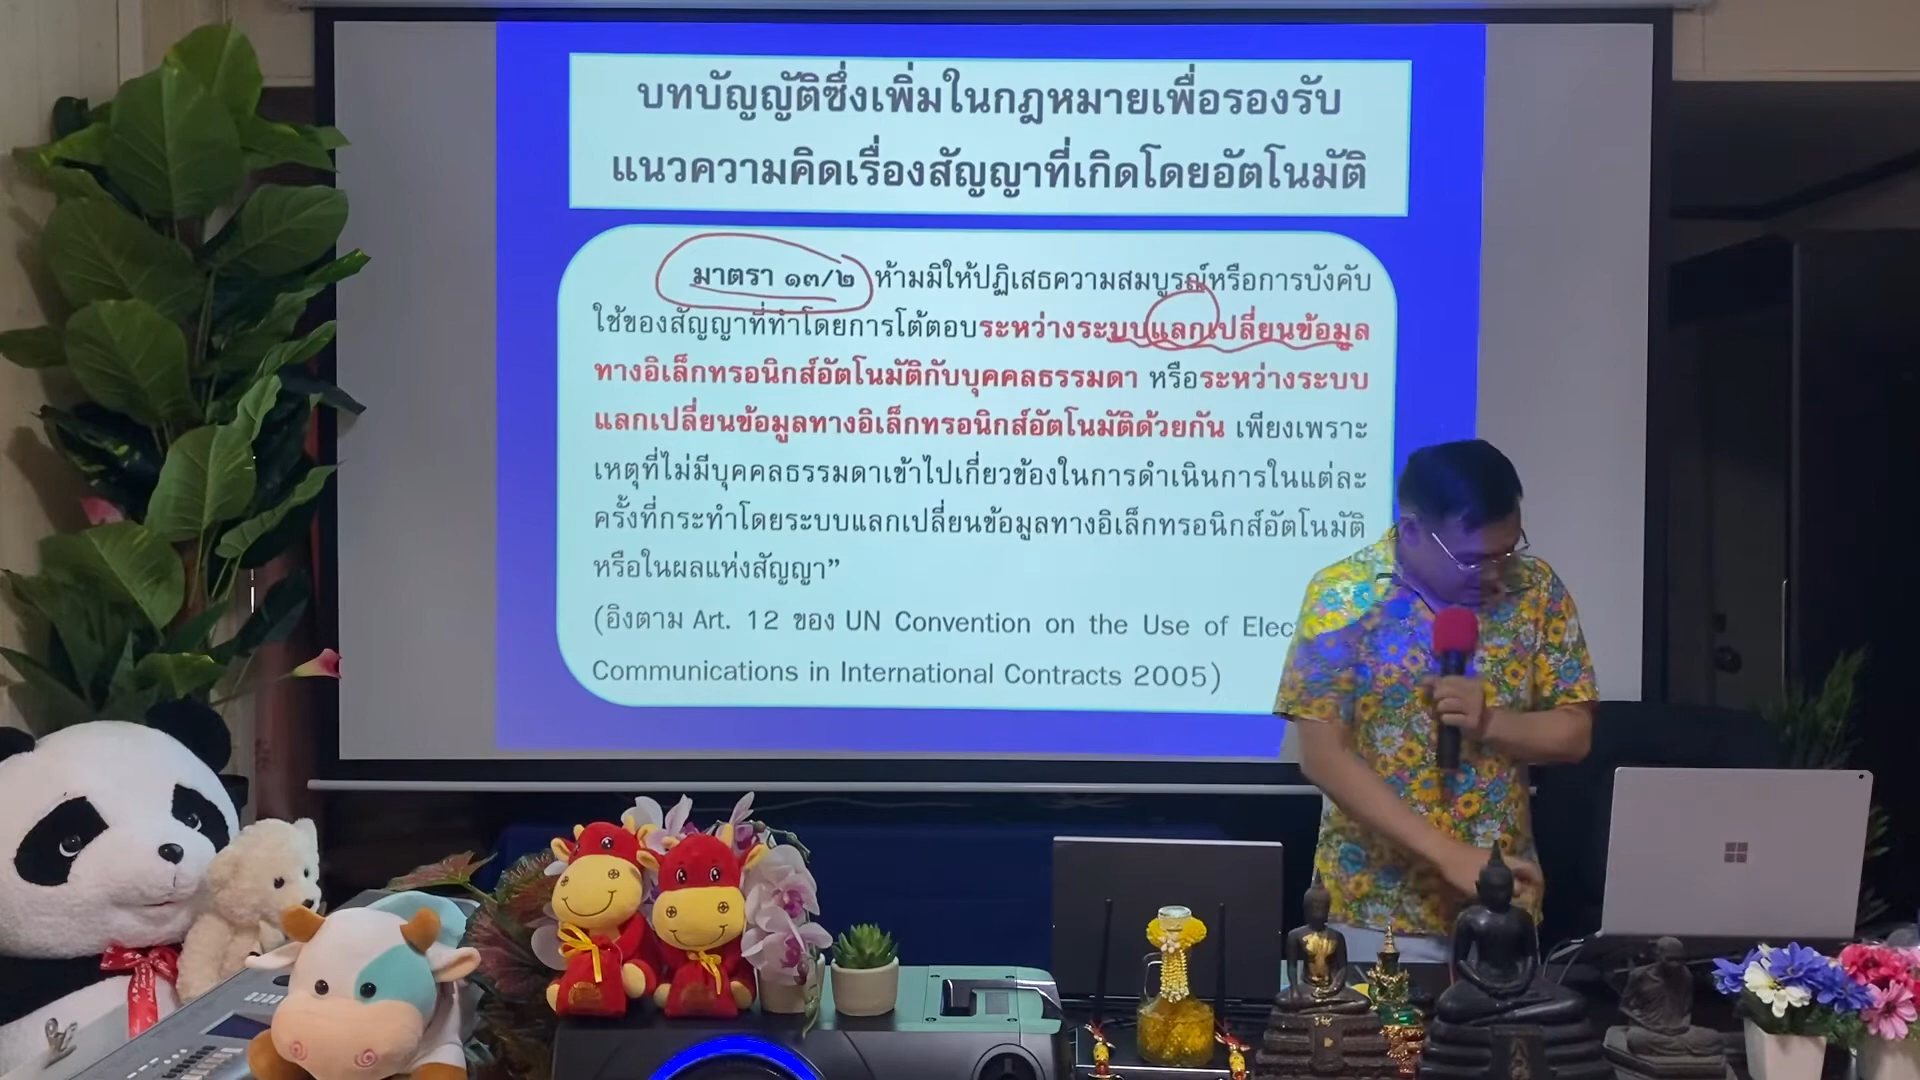 บทบัญญัติซึ่งเพิ่มในกฎหมายเพื่อรองรับ
แนวความคิดเรื่องสัญญาที่เกิดโดยอัตโนมัติ
มาตรา ๑๓/๒ ห้ามมิให้ปฏิเสธความสมบูรณ์หรือการบังคับ
ใช้ของสัญญาที่ทำโดยการโต้ตอบระหว่างระบบแลกเปลี่ยนข้อมูล
ทางอิเล็กทรอนิกส์อัตโนมัติกับบุคคลธรรมดา หรือระหว่างระบบ
แลกเปลี่ยนข้อมูลทางอิเล็กทรอนิกส์อัตโนมัติด้วยกัน เพียงเพราะ
เหตุที่ไม่มีบุคคลธรรมดาเข้าไปเกี่ยวข้องในการดำเนินการในแต่ละ
ครั้งที่กระทำโดยระบบแลกเปลี่ยนข้อมูลทางอิเล็กทรอนิกส์อัตโนมัติ
หรือในผลแห่งสัญญา”
(อิงตาม Art. 12 ของ UN Convention on the Use of Elec
Communications in International Contracts 2005)